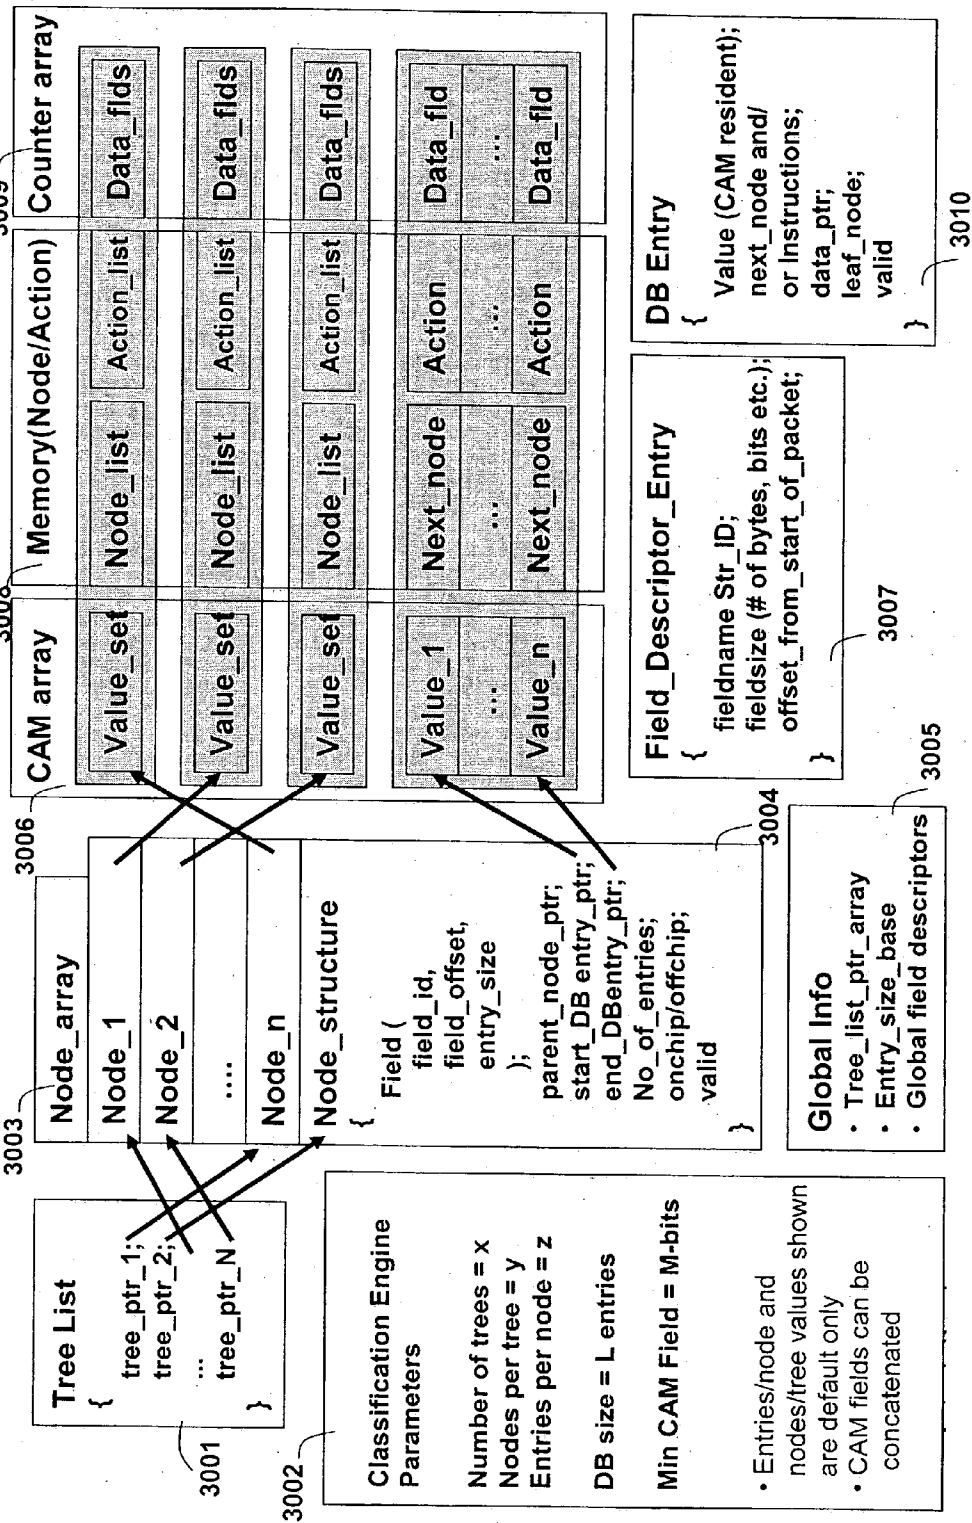 3001
Tree List
{
tree_ptr_1;
tree_ptr_2;
...
tree_ptr_N
}
3002
Classification Engine
Parameters
Number of trees = x
Nodes per tree = y
Entries per node = z
DB size = L entries
Min CAM Field = M-bits
• Entries/node and
nodes/tree values shown
are default only
• CAM fields can be
concatenated
3003
Node_array
Node_1
Node_2
....
Node_n
Node_structure
{
Field (
field_id,
field_offset,
entry_size
);
parent_node_ptr;
start_DB entry_ptr;
end_DBentry_ptr;
No_of_entries;
onchip/offchip;
valid
}
3004
Global Info
• Tree_list_ptr_array
• Entry_size_base
• Global field descriptors
3005
3006
CAM array
Value_set
Value_set
Value_set
Value_1
...
Value_n
3008
Memory(Node/Action)
Node_list Action_list
Node_list Action_list
Node_list Action_list
Next_node Action
... ...
Next_node Action
3009
Counter array
Data_flds
Data_flds
Data_flds
Data_fld
...
Data_fld
Field_Descriptor_Entry
{
fieldname Str_ID;
fieldsize (# of bytes, bits etc.);
offset_from_start_of_packet;
}
3007
DB Entry
{
Value (CAM resident);
next_node and/
or Instructions;
data_ptr;
leaf_node;
valid
}
3010